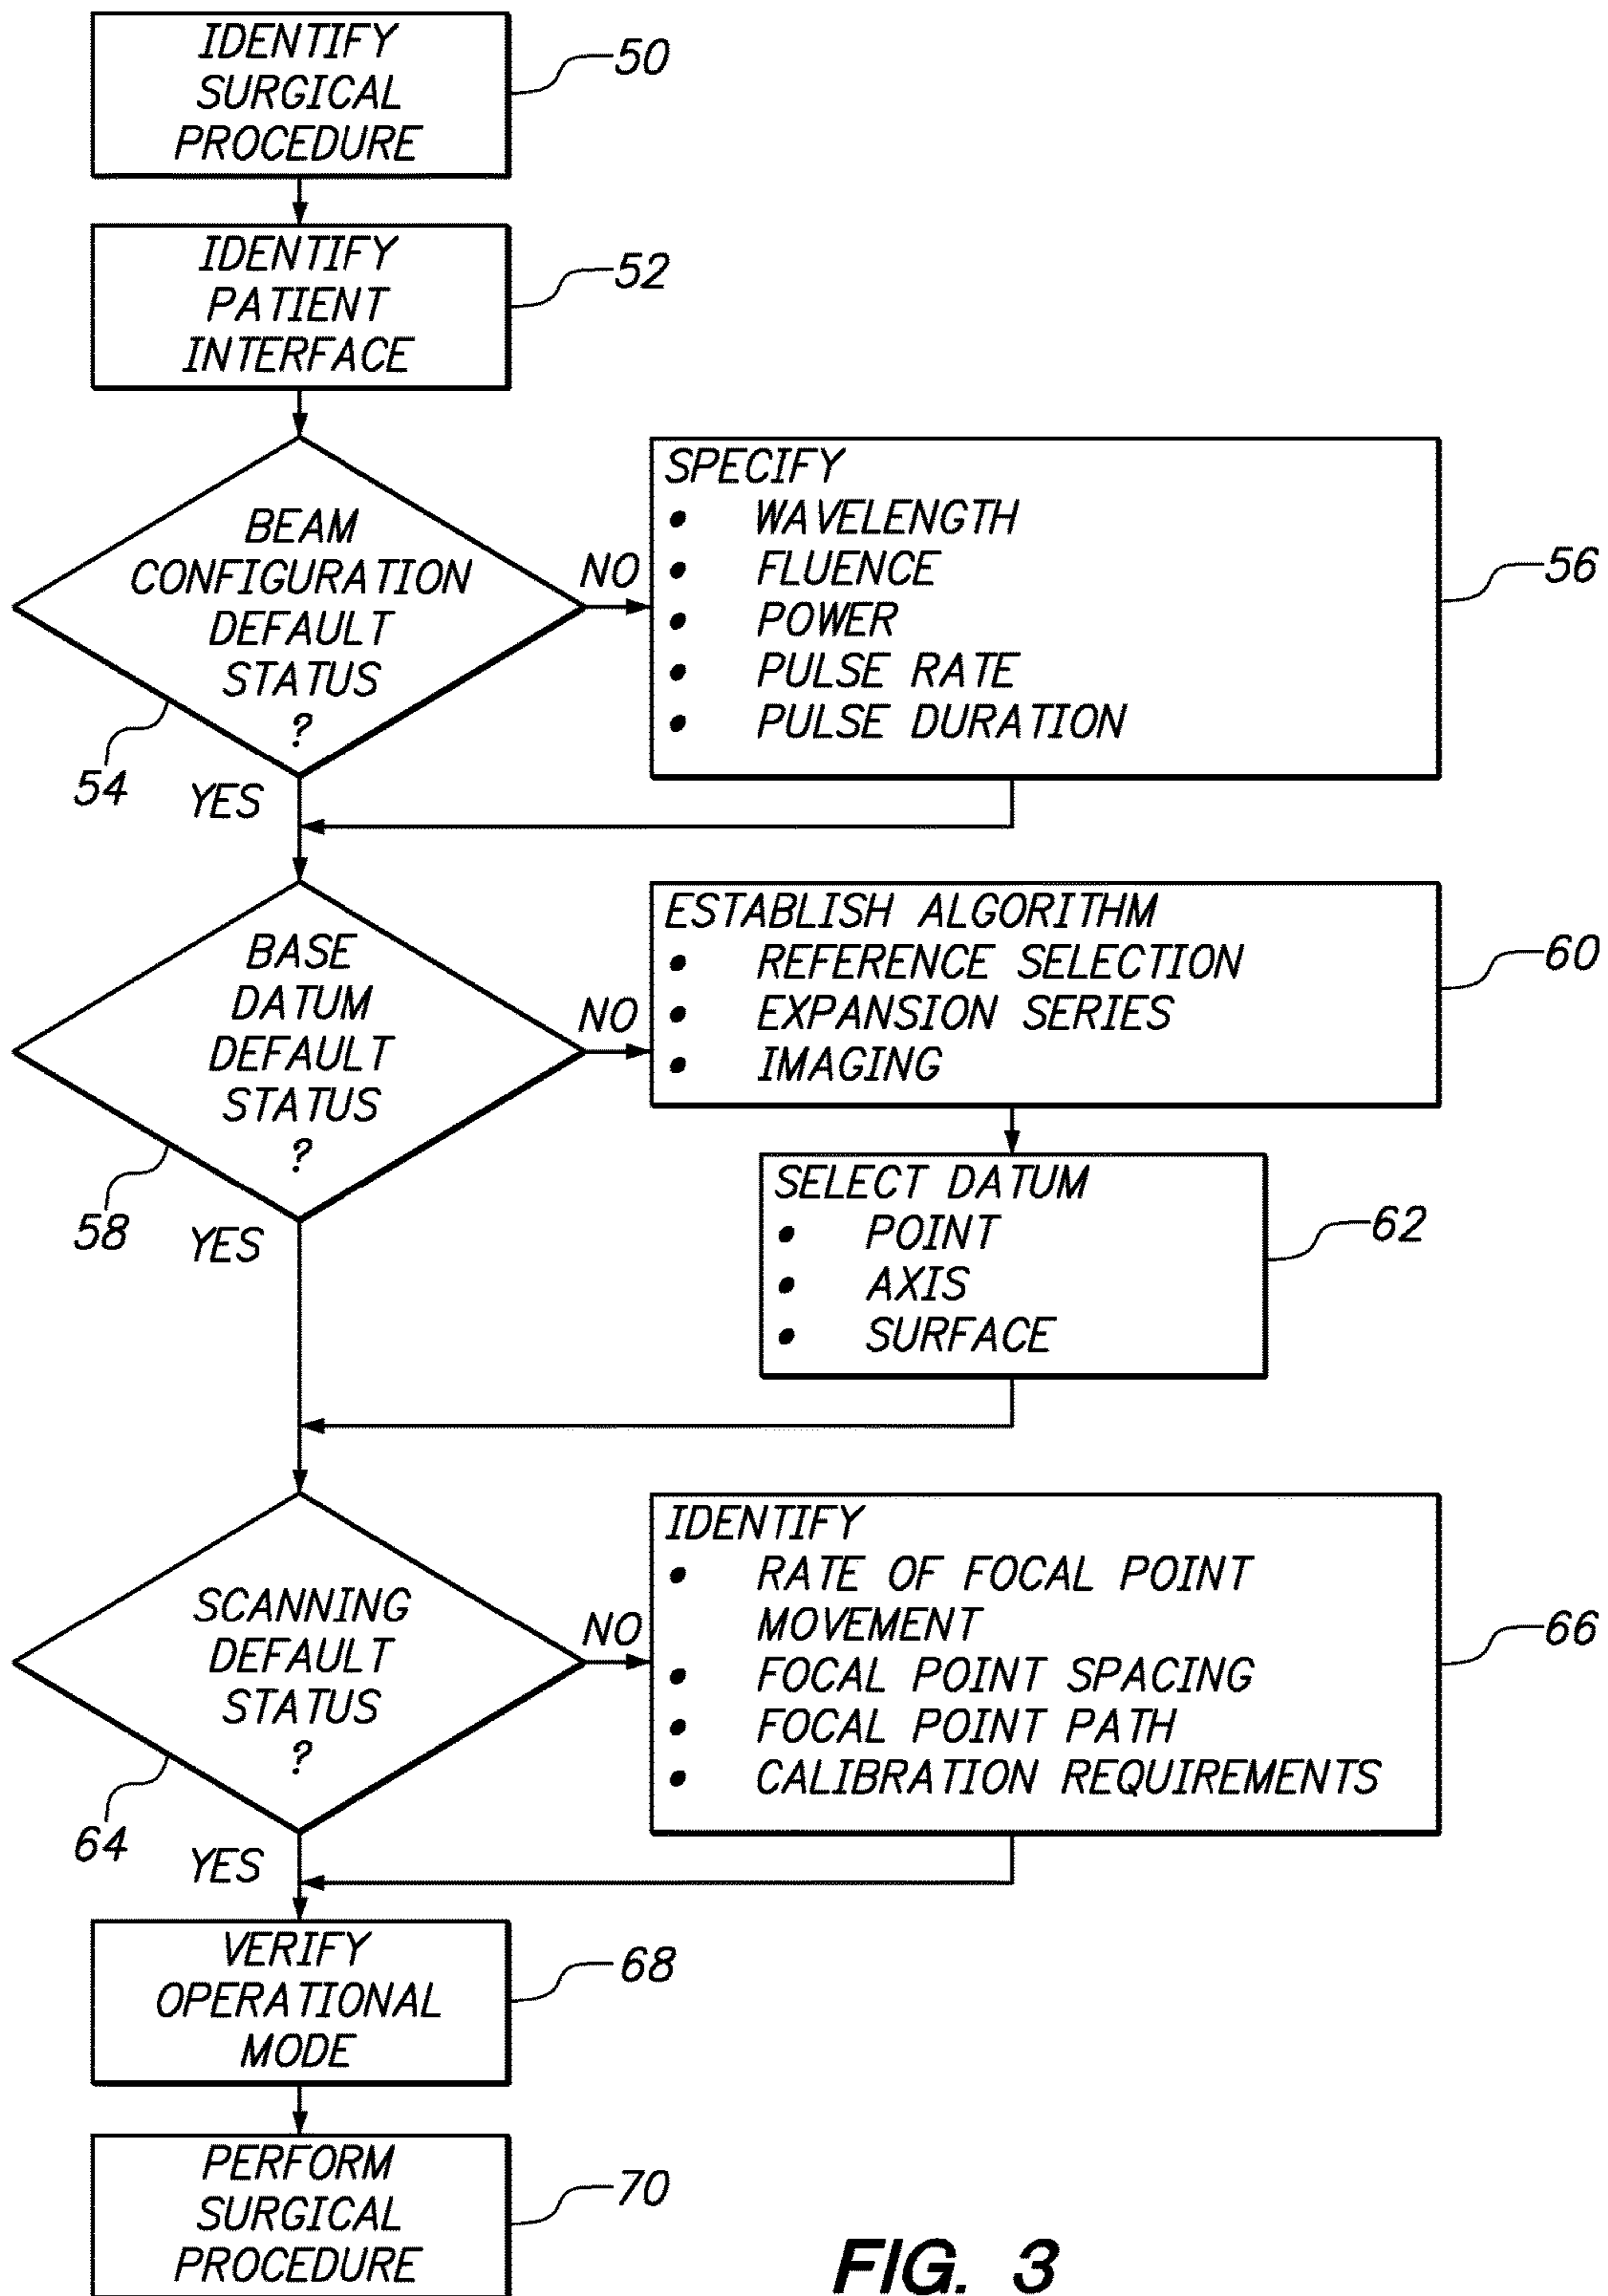 IDENTIFY
SURGICAL
PROCEDURE
50
IDENTIFY
PATIENT
INTERFACE
52
BEAM
CONFIGURATION
DEFAULT
STATUS
?
54
YES
NO
SPECIFY
• WAVELENGTH
• FLUENCE
• POWER
• PULSE RATE
• PULSE DURATION
56
BASE
DATUM
DEFAULT
STATUS
?
58
YES
NO
ESTABLISH ALGORITHM
• REFERENCE SELECTION
• EXPANSION SERIES
• IMAGING
60
SELECT DATUM
• POINT
• AXIS
• SURFACE
62
SCANNING
DEFAULT
STATUS
?
64
YES
NO
IDENTIFY
• RATE OF FOCAL POINT
MOVEMENT
• FOCAL POINT SPACING
• FOCAL POINT PATH
• CALIBRATION REQUIREMENTS
66
VERIFY
OPERATIONAL
MODE
68
PERFORM
SURGICAL
PROCEDURE
70
FIG. 3